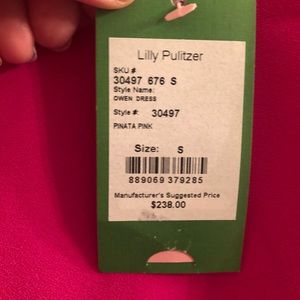 Lilly Pulitzer
SKU #
30497 676 S
Style Name:
OWEN DRESS
Style #: 30497
PINATA PINK
Size: S
889059 379285
Manufacturer's Suggested Price
$238.00